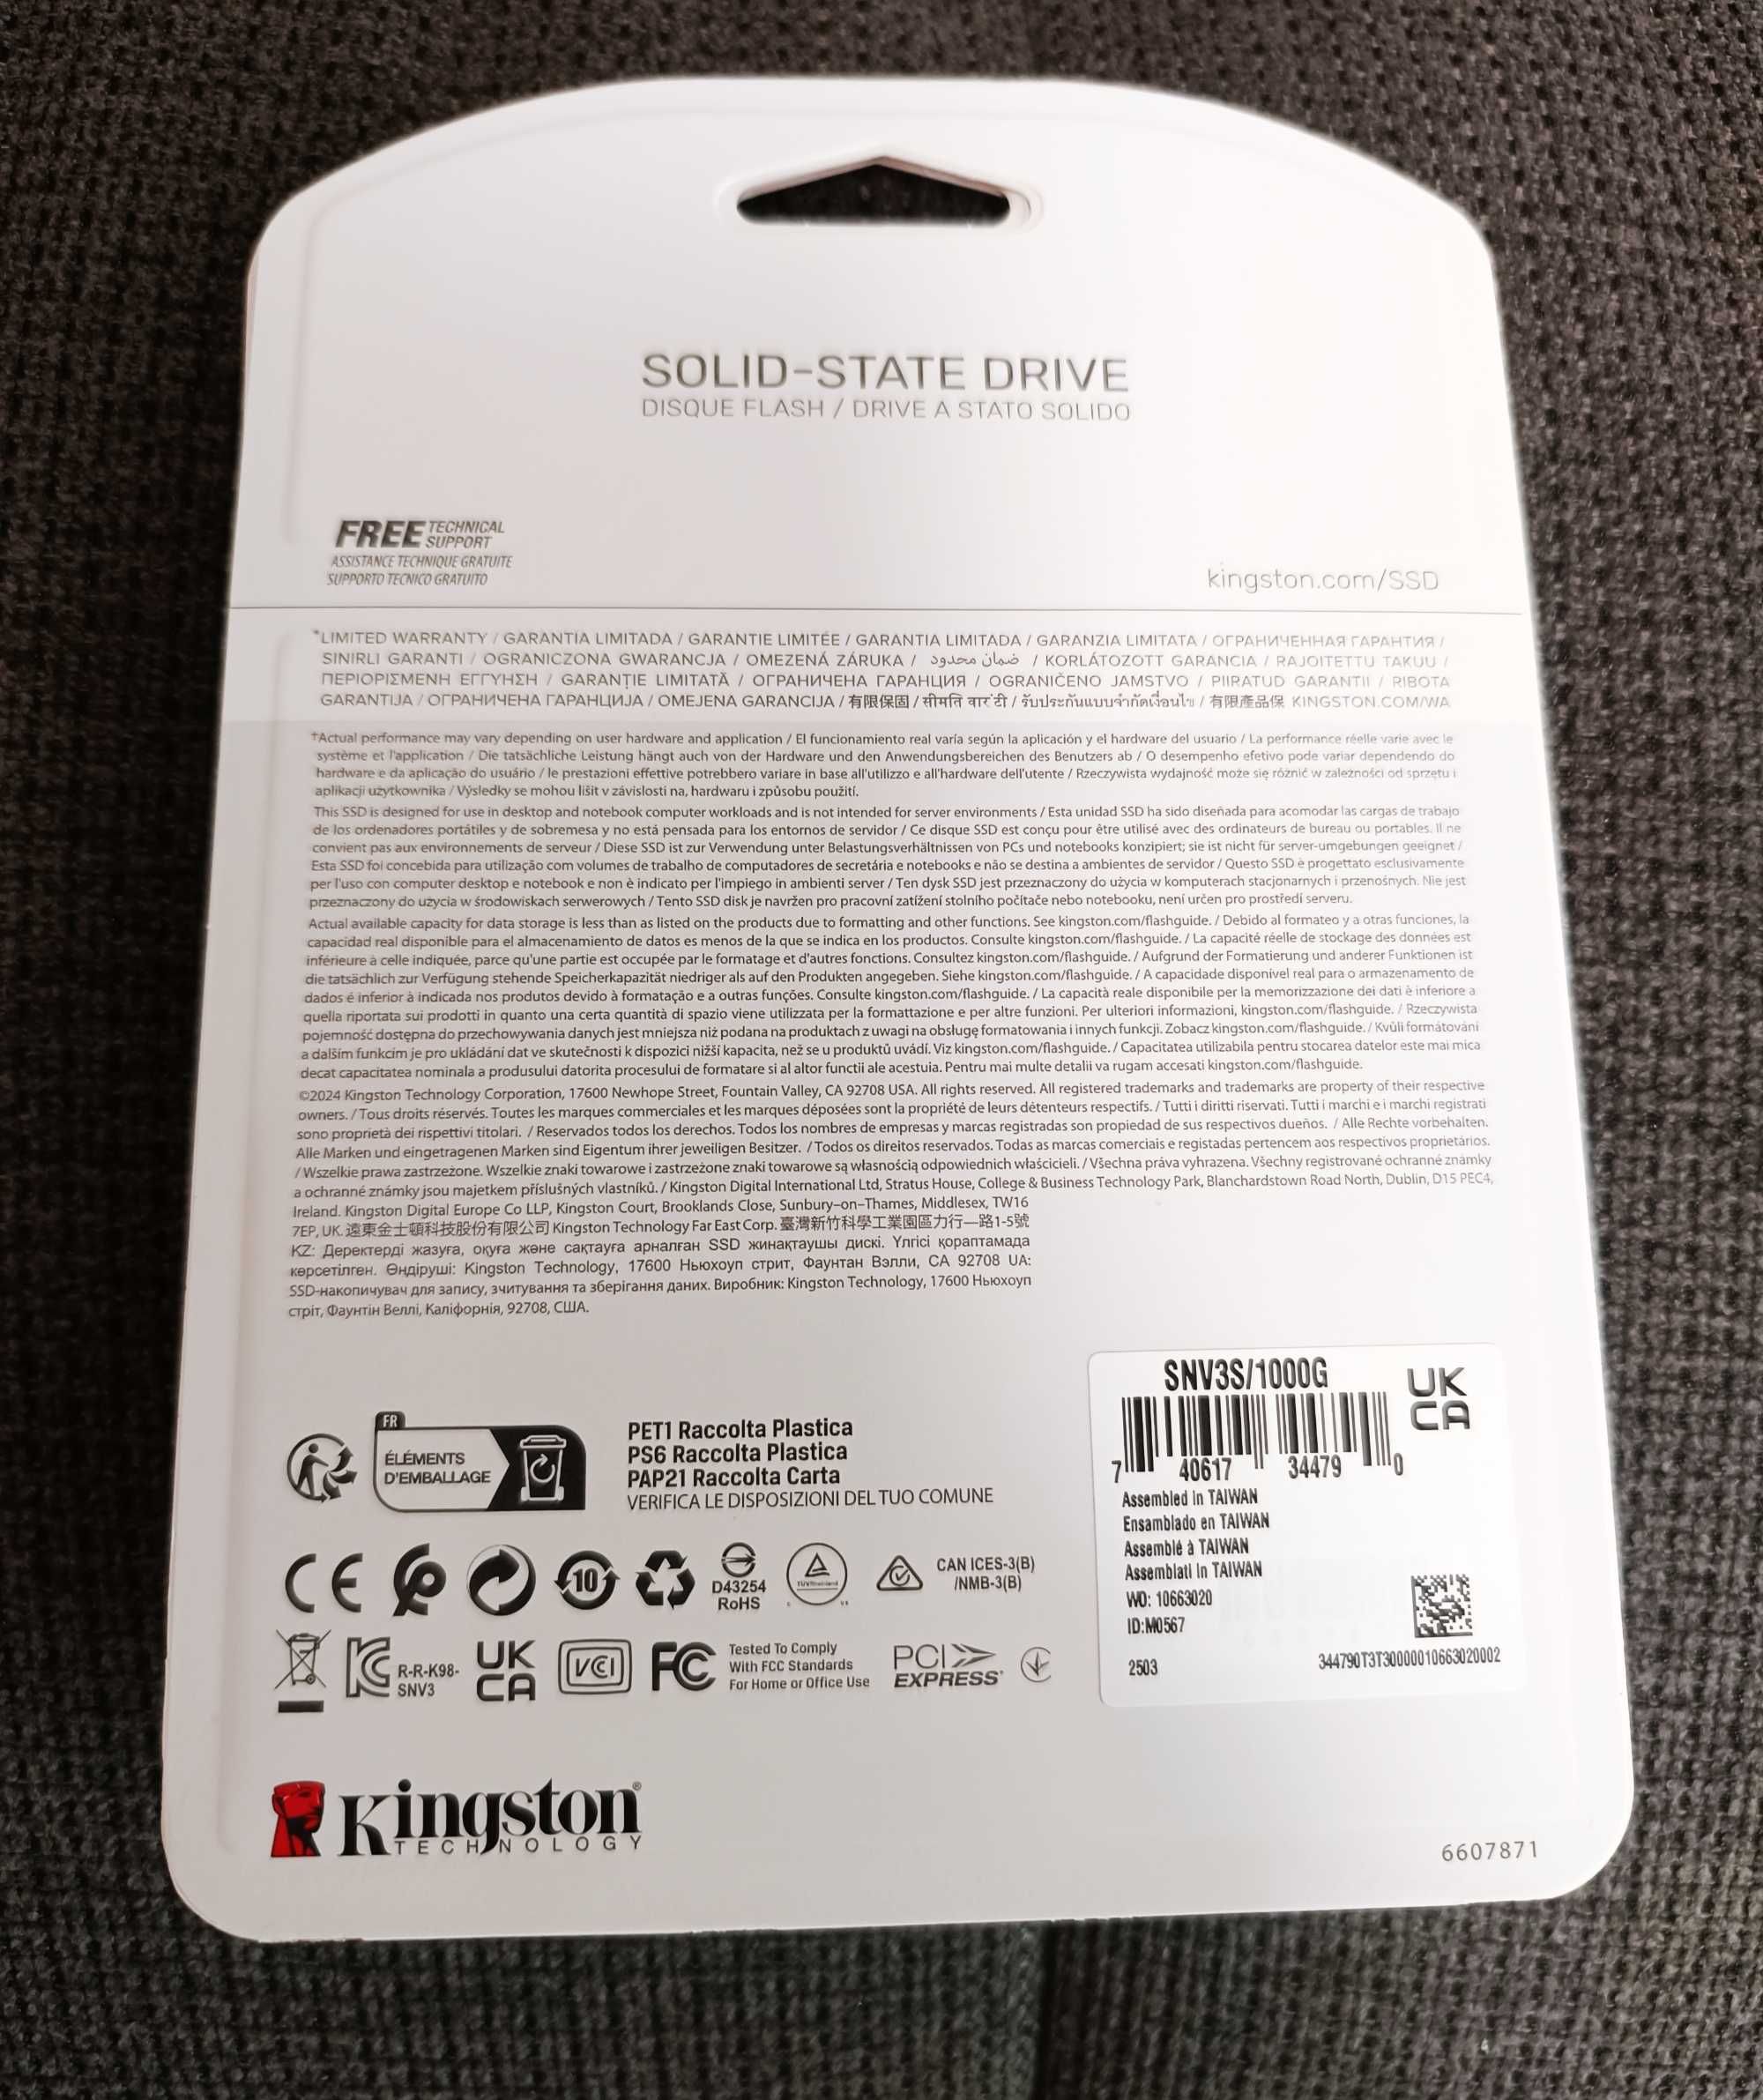 SOLID-STATE DRIVE
DISQUE FLASH / DRIVE A STATO SOLIDO
FREE TECHNICAL SUPPORT
ASSISTANCE TECHNIQUE GRATUITE
SUPPORTO TECNICO GRATUITO
kingston.com/SSD
*LIMITED WARRANTY / GARANTIA LIMITADA / GARANTIE LIMITÉE / GARANTIA LIMITADA / GARANZIA LIMITATA / ОГРАНИЧЕННАЯ ГАРАНТИЯ /
SINIRLI GARANTI / OGRANICZONA GWARANCJA / OMEZENÁ ZÁRUKA / ضمان محدود / KORLÁTOZOTT GARANCIA / RAJOITETTU TAKUU /
ΠΕΡΙΟΡΙΣΜΕΝΗ ΕΓΓΥΗΣΗ / GARANȚIE LIMITATĂ / ОГРАНИЧЕНА ГАРАНЦИЯ / OGRANIČENO JAMSTVO / PIIRATUD GARANTII / RIBOTA
GARANTIJA / ОГРАНИЧЕНА ГАРАНЦИЈА / OMEJENA GARANCIJA / 有限保固 / सीमति वारंटी / รับประกันแบบจำกัดเงื่อนไข / 有限產品保 KINGSTON.COM/WA
†Actual performance may vary depending on user hardware and application / El funcionamiento real varía según la aplicación y el hardware del usuario / La performance réelle varie avec le
système et l'application / Die tatsächliche Leistung hängt auch von der Hardware und den Anwendungsbereichen des Benutzers ab / O desempenho efetivo pode variar dependendo do
hardware e da aplicação do usuário / le prestazioni effettive potrebbero variare in base all'utilizzo e all'hardware dell'utente / Rzeczywista wydajność może się różnić w zależności od sprzętu i
aplikacji użytkownika / Výsledky se mohou lišit v závislosti na, hardwaru i způsobu použití.
This SSD is designed for use in desktop and notebook computer workloads and is not intended for server environments / Esta unidad SSD ha sido diseñada para acomodar las cargas de trabajo
de los ordenadores portátiles y de sobremesa y no está pensada para los entornos de servidor / Ce disque SSD est conçu pour être utilisé avec des ordinateurs de bureau ou portables. Il ne
convient pas aux environnements de serveur / Diese SSD ist zur Verwendung unter Belastungsverhältnissen von PCs und notebooks konzipiert; sie ist nicht für server-umgebungen geeignet /
Esta SSD foi concebida para utilização com volumes de trabalho de computadores de secretária e notebooks e não se destina a ambientes de servidor / Questo SSD è progettato esclusivamente
per l'uso con computer desktop e notebook e non è indicato per l'impiego in ambienti server / Ten dysk SSD jest przeznaczony do użycia w komputerach stacjonarnych i przenośnych. Nie jest
przeznaczony do użycia w środowiskach serwerowych / Tento SSD disk je navržen pro pracovní zatížení stolního počítače nebo notebooku, není určen pro prostředí serveru.
Actual available capacity for data storage is less than as listed on the products due to formatting and other functions. See kingston.com/flashguide. / Debido al formateo y a otras funciones, la
capacidad real disponible para el almacenamiento de datos es menos de la que se indica en los productos. Consulte kingston.com/flashguide. / La capacité réelle de stockage des données est
inférieure à celle indiquée, parce qu'une partie est occupée par le formatage et d'autres fonctions. Consultez kingston.com/flashguide. / Aufgrund der Formatierung und anderer Funktionen ist
die tatsächlich zur Verfügung stehende Speicherkapazität niedriger als auf den Produkten angegeben. Siehe kingston.com/flashguide. / A capacidade disponível real para o armazenamento de
dados é inferior à indicada nos produtos devido à formatação e a outras funções. Consulte kingston.com/flashguide. / La capacità reale disponibile per la memorizzazione dei dati è inferiore a
quella riportata sui prodotti in quanto una certa quantità di spazio viene utilizzata per la formattazione e per altre funzioni. Per ulteriori informazioni, kingston.com/flashguide. / Rzeczywista
pojemność dostępna do przechowywania danych jest mniejsza niż podana na produktach z uwagi na obsługę formatowania i innych funkcji. Zobacz kingston.com/flashguide. / Kvůli formátování
a dalším funkcím je pro ukládání dat ve skutečnosti k dispozici nižší kapacita, než se u produktů uvádí. Viz kingston.com/flashguide. / Capacitatea utilizabila pentru stocarea datelor este mai mica
decat capacitatea nominala a produsului datorita procesului de formatare si al altor functii ale acestuia. Pentru mai multe detalii va rugam accesati kingston.com/flashguide.
©2024 Kingston Technology Corporation, 17600 Newhope Street, Fountain Valley, CA 92708 USA. All rights reserved. All registered trademarks and trademarks are property of their respective
owners. / Tous droits réservés. Toutes les marques commerciales et les marques déposées sont la propriété de leurs détenteurs respectifs. / Tutti i diritti riservati. Tutti i marchi e i marchi registrati
sono proprietà dei rispettivi titolari. / Reservados todos los derechos. Todos los nombres de empresas y marcas registradas son propiedad de sus respectivos dueños. / Alle Rechte vorbehalten.
Alle Marken und eingetragenen Marken sind Eigentum ihrer jeweiligen Besitzer. / Todos os direitos reservados. Todas as marcas comerciais e registadas pertencem aos respectivos proprietários.
/ Wszelkie prawa zastrzeżone. Wszelkie znaki towarowe i zastrzeżone znaki towarowe są własnością odpowiednich właścicieli. / Všechna práva vyhrazena. Všechny registrované ochranné známky
a ochranné známky jsou majetkem příslušných vlastníků. / Kingston Digital International Ltd, Stratus House, College & Business Technology Park, Blanchardstown Road North, Dublin, D15 PEC4,
Ireland. Kingston Digital Europe Co LLP, Kingston Court, Brooklands Close, Sunbury-on-Thames, Middlesex, TW16
7EP, UK. 遠東金士頓科技股份有限公司 Kingston Technology Far East Corp. 臺灣新竹科學工業園區力行一路1-5號
KZ: Деректерді жазуға, оқуға және сақтауға арналған SSD жинақтаушы дискі. Үлгісі қораптамада
көрсетілген. Өндіруші: Kingston Technology, 17600 Ньюхоуп стрит, Фаунтан Вэлли, CA 92708 UA:
SSD-накопичувач для запису, зчитування та зберігання даних. Виробник: Kingston Technology, 17600 Ньюхоуп
стріт, Фаунтін Веллі, Каліфорнія, 92708, США.
SNV3S/1000G
UK
CA
7 40617 34479 0
Assembled in TAIWAN
Ensamblado en TAIWAN
Assemblé à TAIWAN
Assemblati in TAIWAN
WO: 10663020
ID:M0567
2503
344790T3T30000010663020002
FR
ÉLÉMENTS
D'EMBALLAGE
PET1 Raccolta Plastica
PS6 Raccolta Plastica
PAP21 Raccolta Carta
VERIFICA LE DISPOSIZIONI DEL TUO COMUNE
CE
10
D43254
RoHS
TÜVRheinland
CAN ICES-3(B)
/NMB-3(B)
R-R-K98-
SNV3
UK
CA
VCI
FC
Tested To Comply
With FCC Standards
For Home or Office Use
PCI
EXPRESS®
Kingston®
TECHNOLOGY
6607871